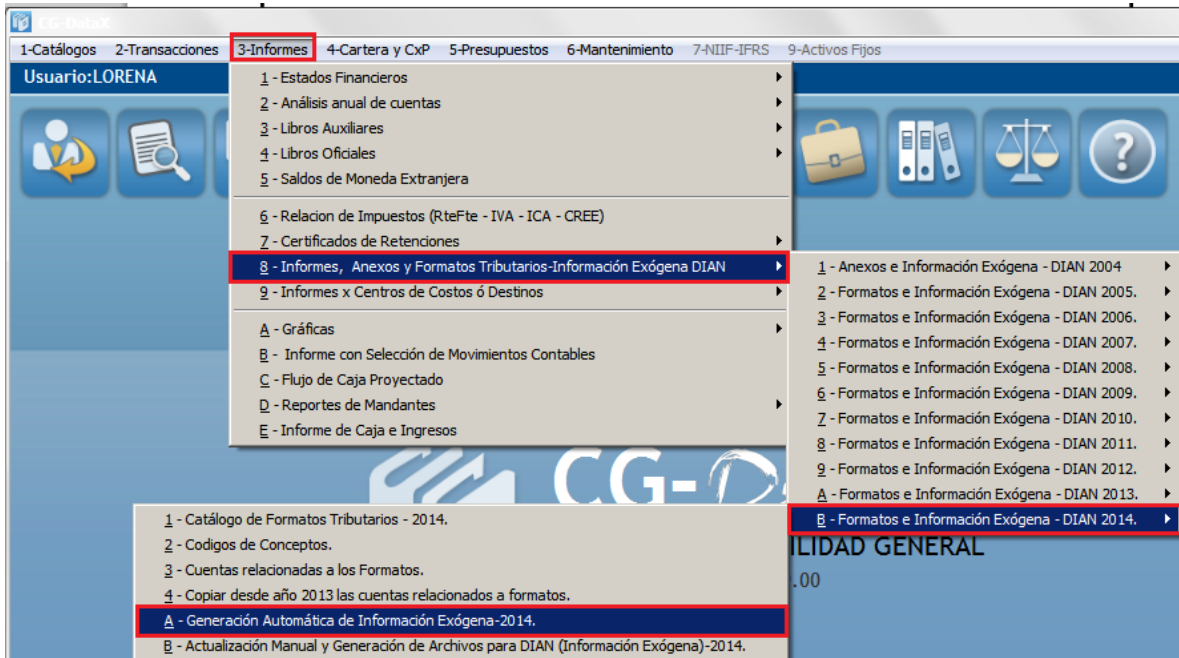 CG-DataX
1-Catálogos 2-Transacciones 3-Informes 4-Cartera y CxP 5-Presupuestos 6-Mantenimiento 7-NIIF-IFRS 9-Activos Fijos
Usuario:LORENA
1 - Estados Financieros
2 - Análisis anual de cuentas
3 - Libros Auxiliares
4 - Libros Oficiales
5 - Saldos de Moneda Extranjera
6 - Relacion de Impuestos (RteFte - IVA - ICA - CREE)
7 - Certificados de Retenciones
8 - Informes, Anexos y Formatos Tributarios-Información Exógena DIAN
9 - Informes x Centros de Costos ó Destinos
A - Gráficas
B - Informe con Selección de Movimientos Contables
C - Flujo de Caja Proyectado
D - Reportes de Mandantes
E - Informe de Caja e Ingresos
1 - Anexos e Información Exógena - DIAN 2004
2 - Formatos e Información Exógena - DIAN 2005.
3 - Formatos e Información Exógena - DIAN 2006.
4 - Formatos e Información Exógena - DIAN 2007.
5 - Formatos e Información Exógena - DIAN 2008.
6 - Formatos e Información Exógena - DIAN 2009.
7 - Formatos e Información Exógena - DIAN 2010.
8 - Formatos e Información Exógena - DIAN 2011.
9 - Formatos e Información Exógena - DIAN 2012.
A - Formatos e Información Exógena - DIAN 2013.
B - Formatos e Información Exógena - DIAN 2014.
CG-D
ILIDAD GENERAL
.00
1 - Catálogo de Formatos Tributarios - 2014.
2 - Codigos de Conceptos.
3 - Cuentas relacionadas a los Formatos.
4 - Copiar desde año 2013 las cuentas relacionados a formatos.
A - Generación Automática de Información Exógena-2014.
B - Actualización Manual y Generación de Archivos para DIAN (Información Exógena)-2014.